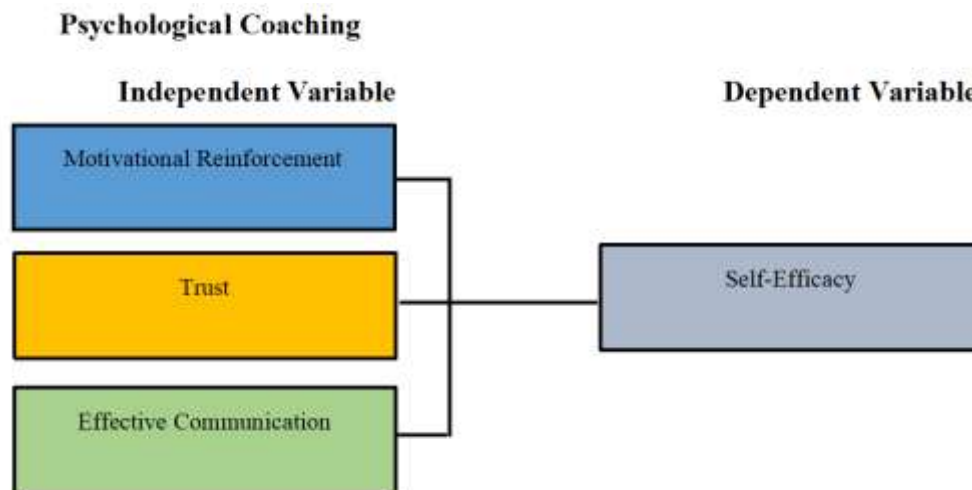 Psychological Coaching
Independent Variable
Dependent Variable
Motivational Reinforcement
Trust
Self-Efficacy
Effective Communication